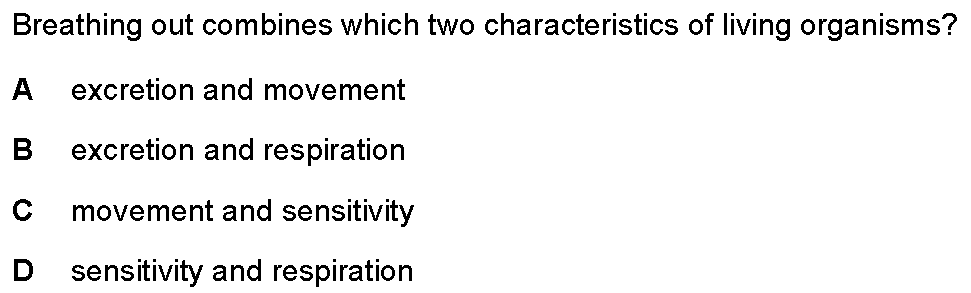 Breathing out combines which two characteristics of living organisms?
A excretion and movement
B excretion and respiration
C movement and sensitivity
D sensitivity and respiration